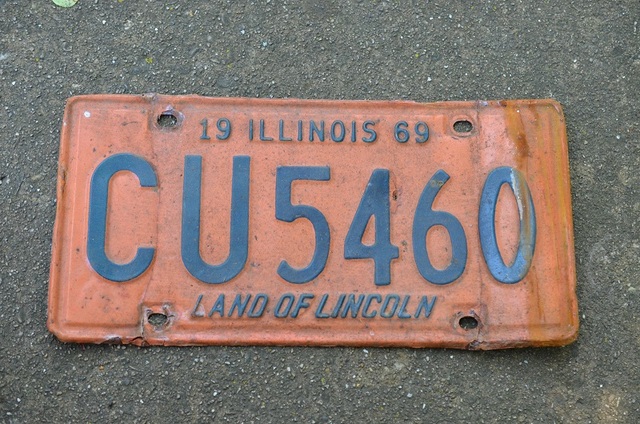 19 ILLINOIS 69
CU5460
LAND OF LINCOLN